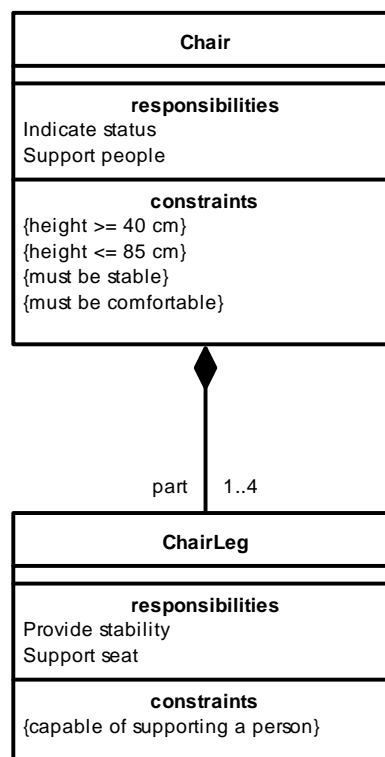 Chair
responsibilities
Indicate status
Support people
constraints
{height >= 40 cm}
{height <= 85 cm}
{must be stable}
{must be comfortable}
part 1..4
ChairLeg
responsibilities
Provide stability
Support seat
constraints
{capable of supporting a person}